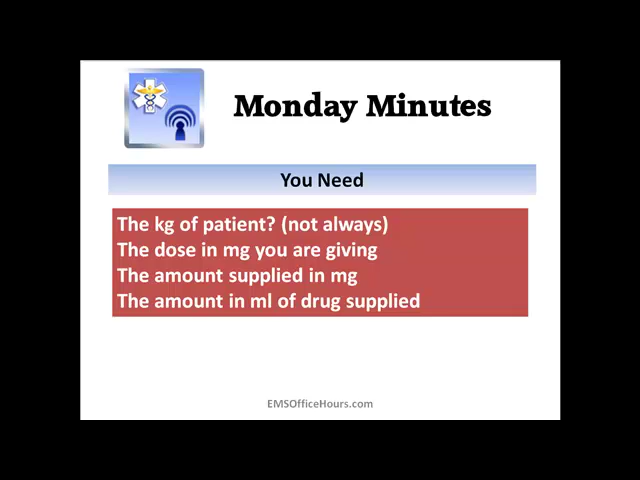 Monday Minutes
You Need
The kg of patient? (not always)
The dose in mg you are giving
The amount supplied in mg
The amount in ml of drug supplied
EMSOfficeHours.com